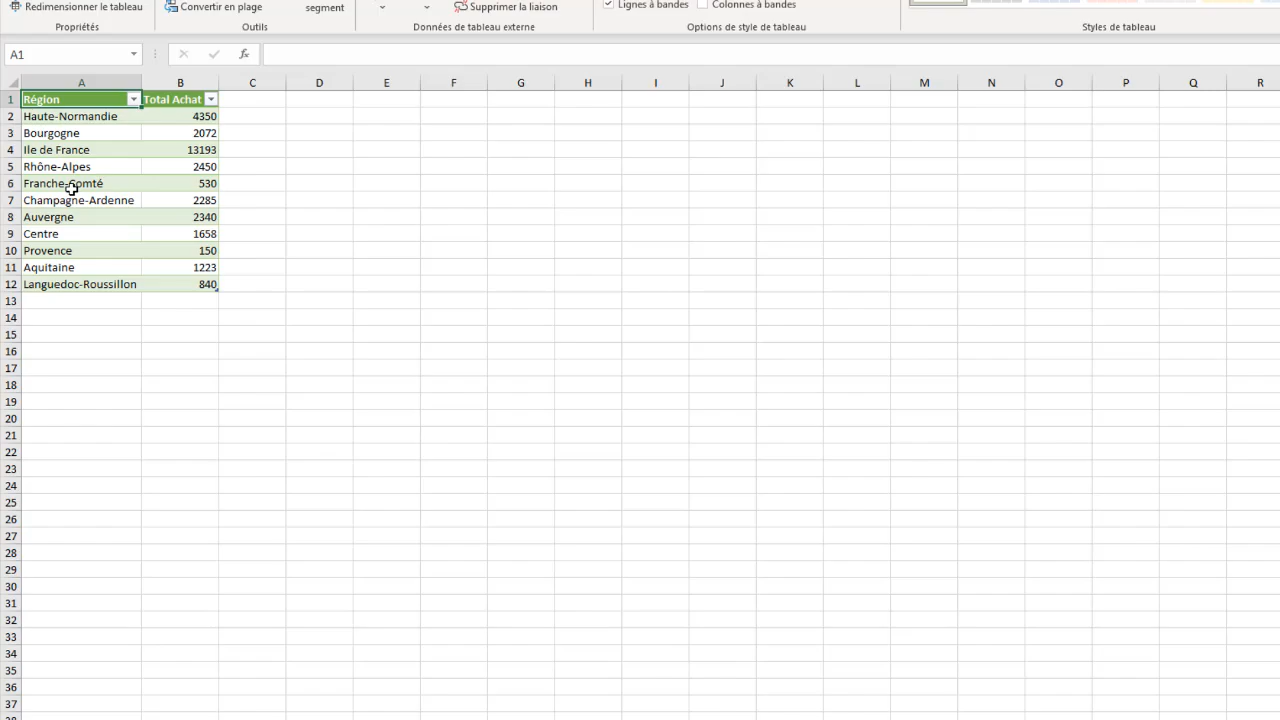 Redimensionner le tableau Convertir en plage segment Supprimer la liaison Lignes à bandes Colonnes à bandes
Propriétés Outils Données de tableau externe Options de style de tableau Styles de tableau
A1 fx
A B C D E F G H I J K L M N O P Q R
1 Région Total Achat
2 Haute-Normandie 4350
3 Bourgogne 2072
4 Ile de France 13193
5 Rhône-Alpes 2450
6 Franche-Comté 530
7 Champagne-Ardenne 2285
8 Auvergne 2340
9 Centre 1658
10 Provence 150
11 Aquitaine 1223
12 Languedoc-Roussillon 840
13
14
15
16
17
18
19
20
21
22
23
24
25
26
27
28
29
30
31
32
33
34
35
36
37
38